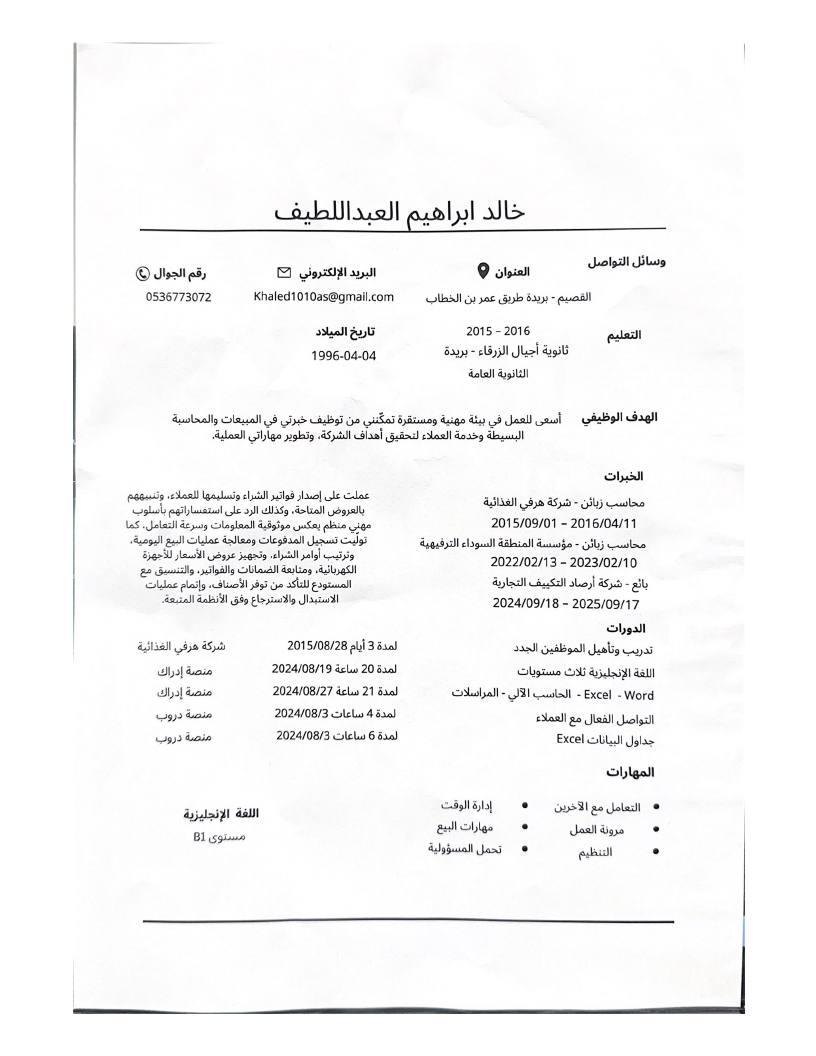 خالد ابراهيم العبداللطيف
وسائل التواصل
العنوان
القصيم - بريدة طريق عمر بن الخطاب
البريد الإلكتروني
Khaled1010as@gmail.com
رقم الجوال
0536773072
التعليم
2015 – 2016
ثانوية أجيال الزرقاء - بريدة
الثانوية العامة
تاريخ الميلاد
1996-04-04
الهدف الوظيفي
أسعى للعمل في بيئة مهنية ومستقرة تمكّنني من توظيف خبرتي في المبيعات والمحاسبة
البسيطة وخدمة العملاء لتحقيق أهداف الشركة، وتطوير مهاراتي العملية.
الخبرات
محاسب زبائن - شركة هرفي الغذائية
2015/09/01 – 2016/04/11
محاسب زبائن - مؤسسة المنطقة السوداء الترفيهية
2022/02/13 – 2023/02/10
بائع - شركة أرصاد التكييف التجارية
2024/09/18 – 2025/09/17
عملت على إصدار فواتير الشراء وتسليمها للعملاء، وتنبيههم
بالعروض المتاحة، وكذلك الرد على استفساراتهم بأسلوب
مهني منظم يعكس موثوقية المعلومات وسرعة التعامل، كما
تولّيت تسجيل المدفوعات ومعالجة عمليات البيع اليومية،
وترتيب أوامر الشراء، وتجهيز عروض الأسعار للأجهزة
الكهربائية، ومتابعة الضمانات والفواتير، والتنسيق مع
المستودع للتأكد من توفر الأصناف، وإتمام عمليات
الاستبدال والاسترجاع وفق الأنظمة المتبعة.
الدورات
تدريب وتأهيل الموظفين الجدد لمدة 3 أيام 2015/08/28 شركة هرفي الغذائية
اللغة الإنجليزية ثلاث مستويات لمدة 20 ساعة 2024/08/19 منصة إدراك
Excel - Word - الحاسب الآلي - المراسلات لمدة 21 ساعة 2024/08/27 منصة إدراك
التواصل الفعال مع العملاء لمدة 4 ساعات 2024/08/3 منصة دروب
جداول البيانات Excel لمدة 6 ساعات 2024/08/3 منصة دروب
المهارات
• التعامل مع الآخرين
• مرونة العمل
• التنظيم
• إدارة الوقت
• مهارات البيع
• تحمل المسؤولية
اللغة الإنجليزية
مستوى B1